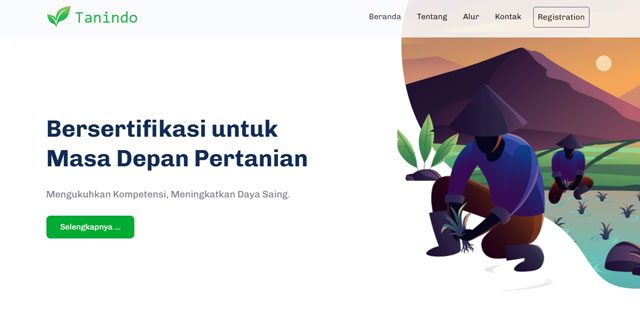 Tanindo
Beranda
Tentang
Alur
Kontak
Registration
Bersertifikasi untuk
Masa Depan Pertanian
Mengukuhkan Kompetensi, Meningkatkan Daya Saing.
Selengkapnya ...